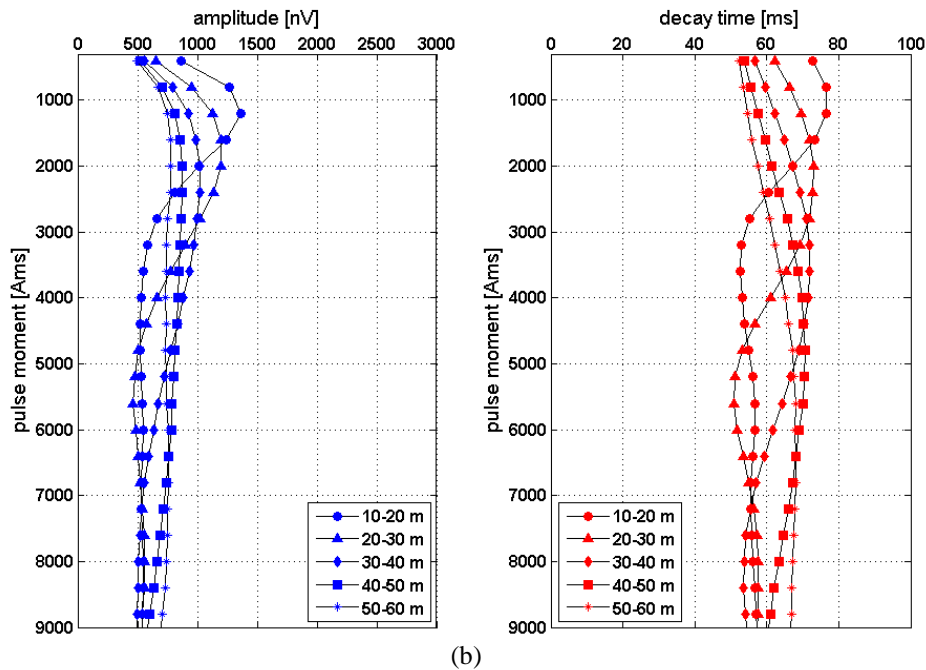 amplitude [nV]
0 500 1000 1500 2000 2500 3000
pulse moment [Ams]
1000
2000
3000
4000
5000
6000
7000
8000
9000
10-20 m
20-30 m
30-40 m
40-50 m
50-60 m
decay time [ms]
0 20 40 60 80 100
pulse moment [Ams]
1000
2000
3000
4000
5000
6000
7000
8000
9000
10-20 m
20-30 m
30-40 m
40-50 m
50-60 m
(b)